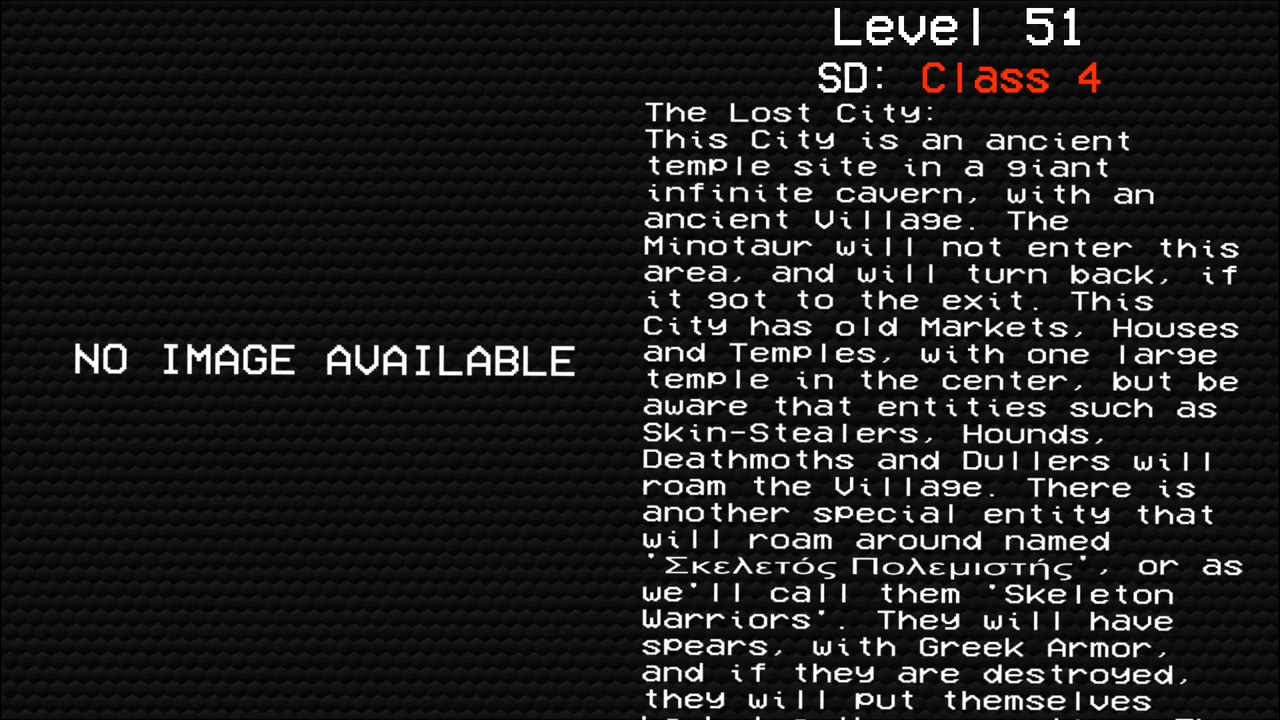 Level 51
SD: Class 4
The Lost City:
This City is an ancient
temple site in a giant
infinite cavern, with an
ancient Village. The
Minotaur will not enter this
area, and will turn back, if
it got to the exit. This
City has old Markets, Houses
and Temples, with one large
temple in the center, but be
aware that entities such as
Skin-Stealers, Hounds,
Deathmoths and Dullers will
roam the Village. There is
another special entity that
will roam around named
'Σκελετός Πολεμιστής', or as
we'll call them 'Skeleton
Warriors'. They will have
spears, with Greek Armor,
and if they are destroyed,
they will put themselves
NO IMAGE AVAILABLE